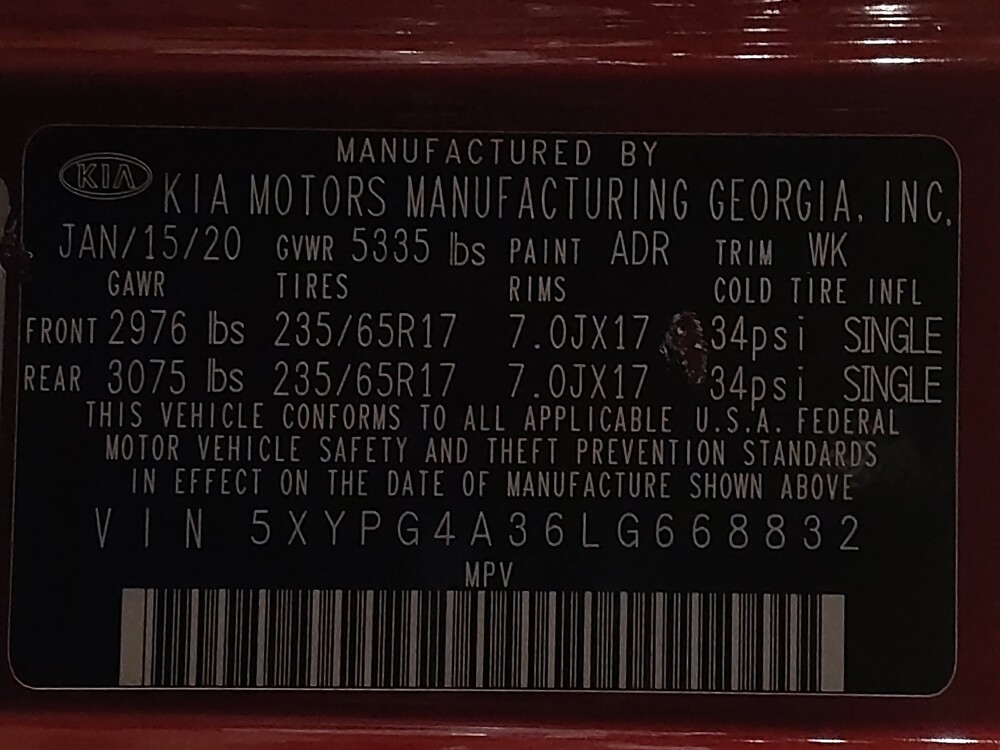 MANUFACTURED BY
KIA KIA MOTORS MANUFACTURING GEORGIA, INC.
JAN/15/20 GVWR 5335 lbs PAINT ADR TRIM WK
GAWR TIRES RIMS COLD TIRE INFL
FRONT 2976 lbs 235/65R17 7.0JX17 34psi SINGLE
REAR 3075 lbs 235/65R17 7.0JX17 34psi SINGLE
THIS VEHICLE CONFORMS TO ALL APPLICABLE U.S.A. FEDERAL
MOTOR VEHICLE SAFETY AND THEFT PREVENTION STANDARDS
IN EFFECT ON THE DATE OF MANUFACTURE SHOWN ABOVE
VIN 5XYPG4A36LG668832
MPV